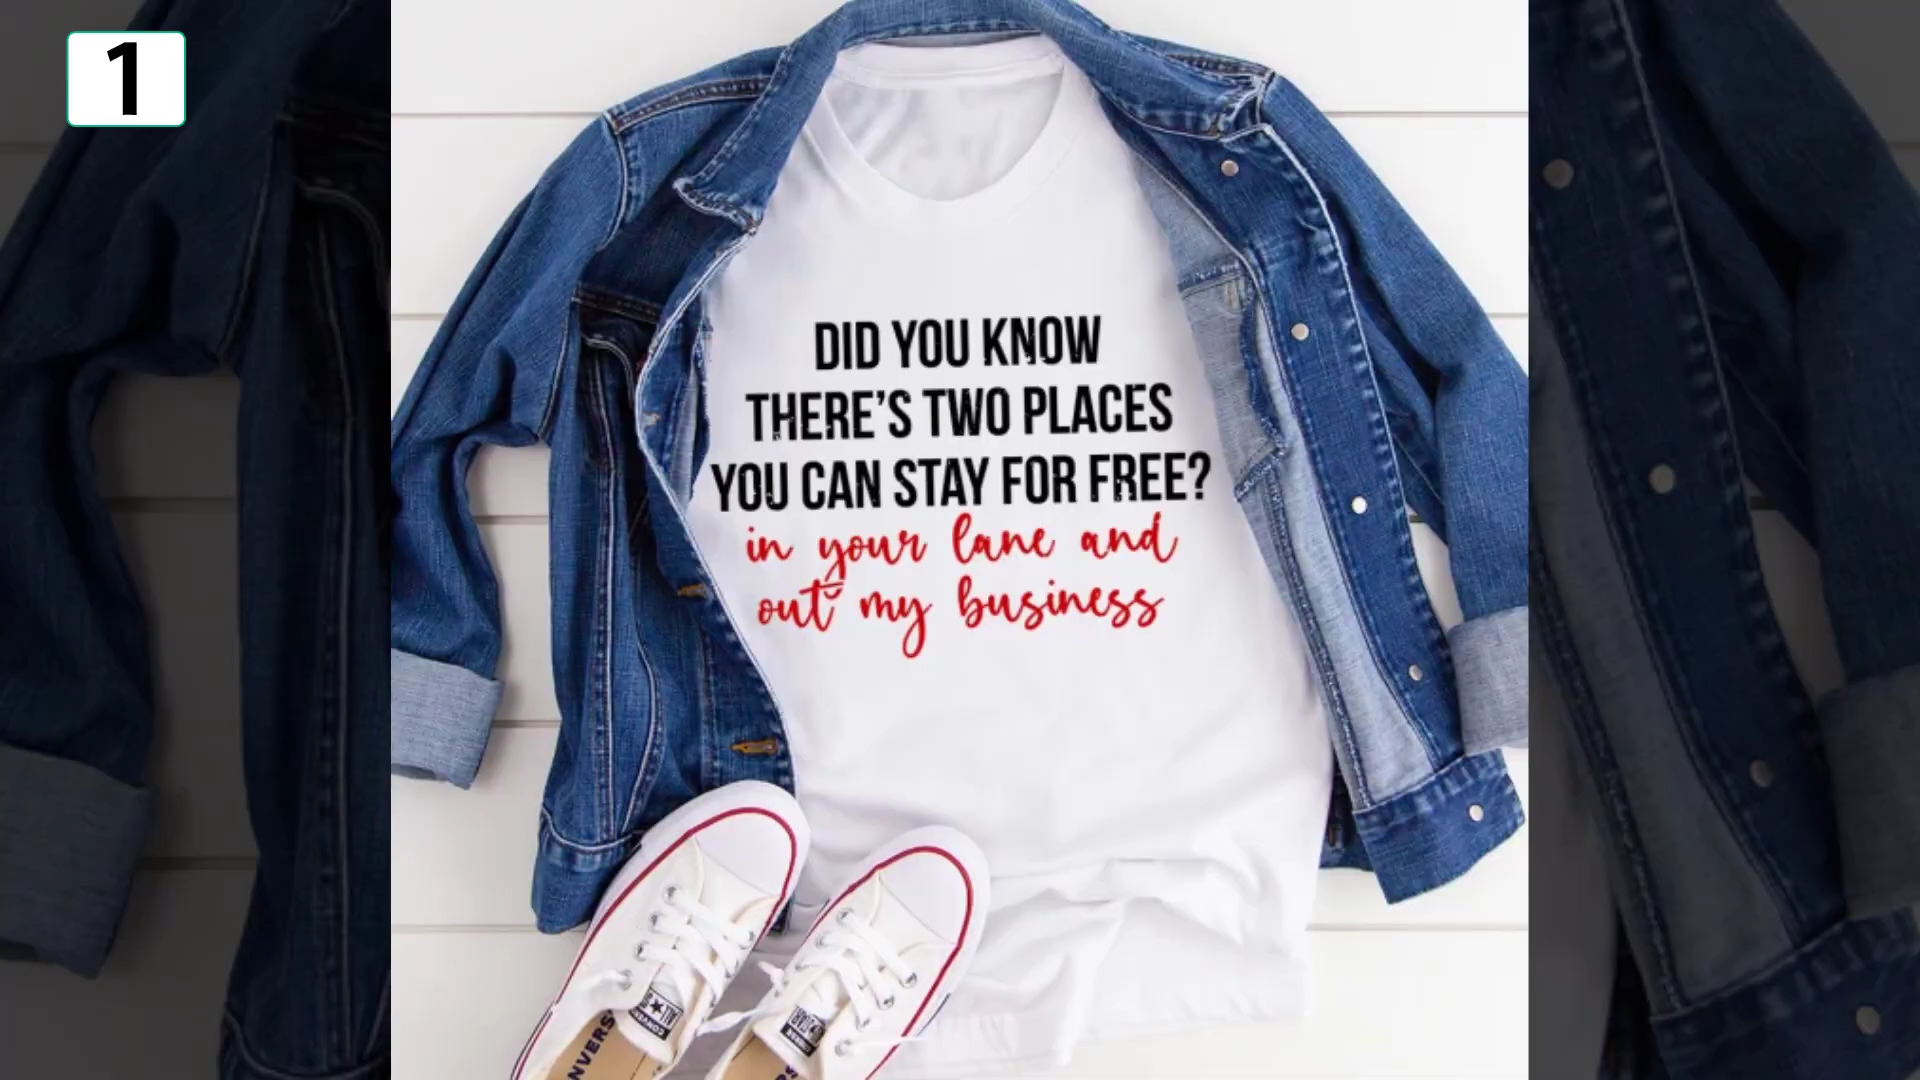 1
DID YOU KNOW
THERE'S TWO PLACES
YOU CAN STAY FOR FREE?
in your lane and
out my business